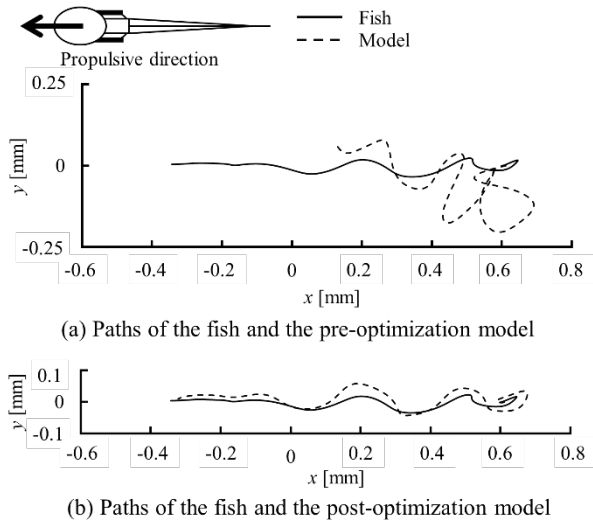 Fish
Model
Propulsive direction
0.25
0
-0.25
y [mm]
-0.6 -0.4 -0.2 0 0.2 0.4 0.6 0.8
x [mm]
(a) Paths of the fish and the pre-optimization model
0.1
0
-0.1
y [mm]
-0.6 -0.4 -0.2 0 0.2 0.4 0.6 0.8
x [mm]
(b) Paths of the fish and the post-optimization model